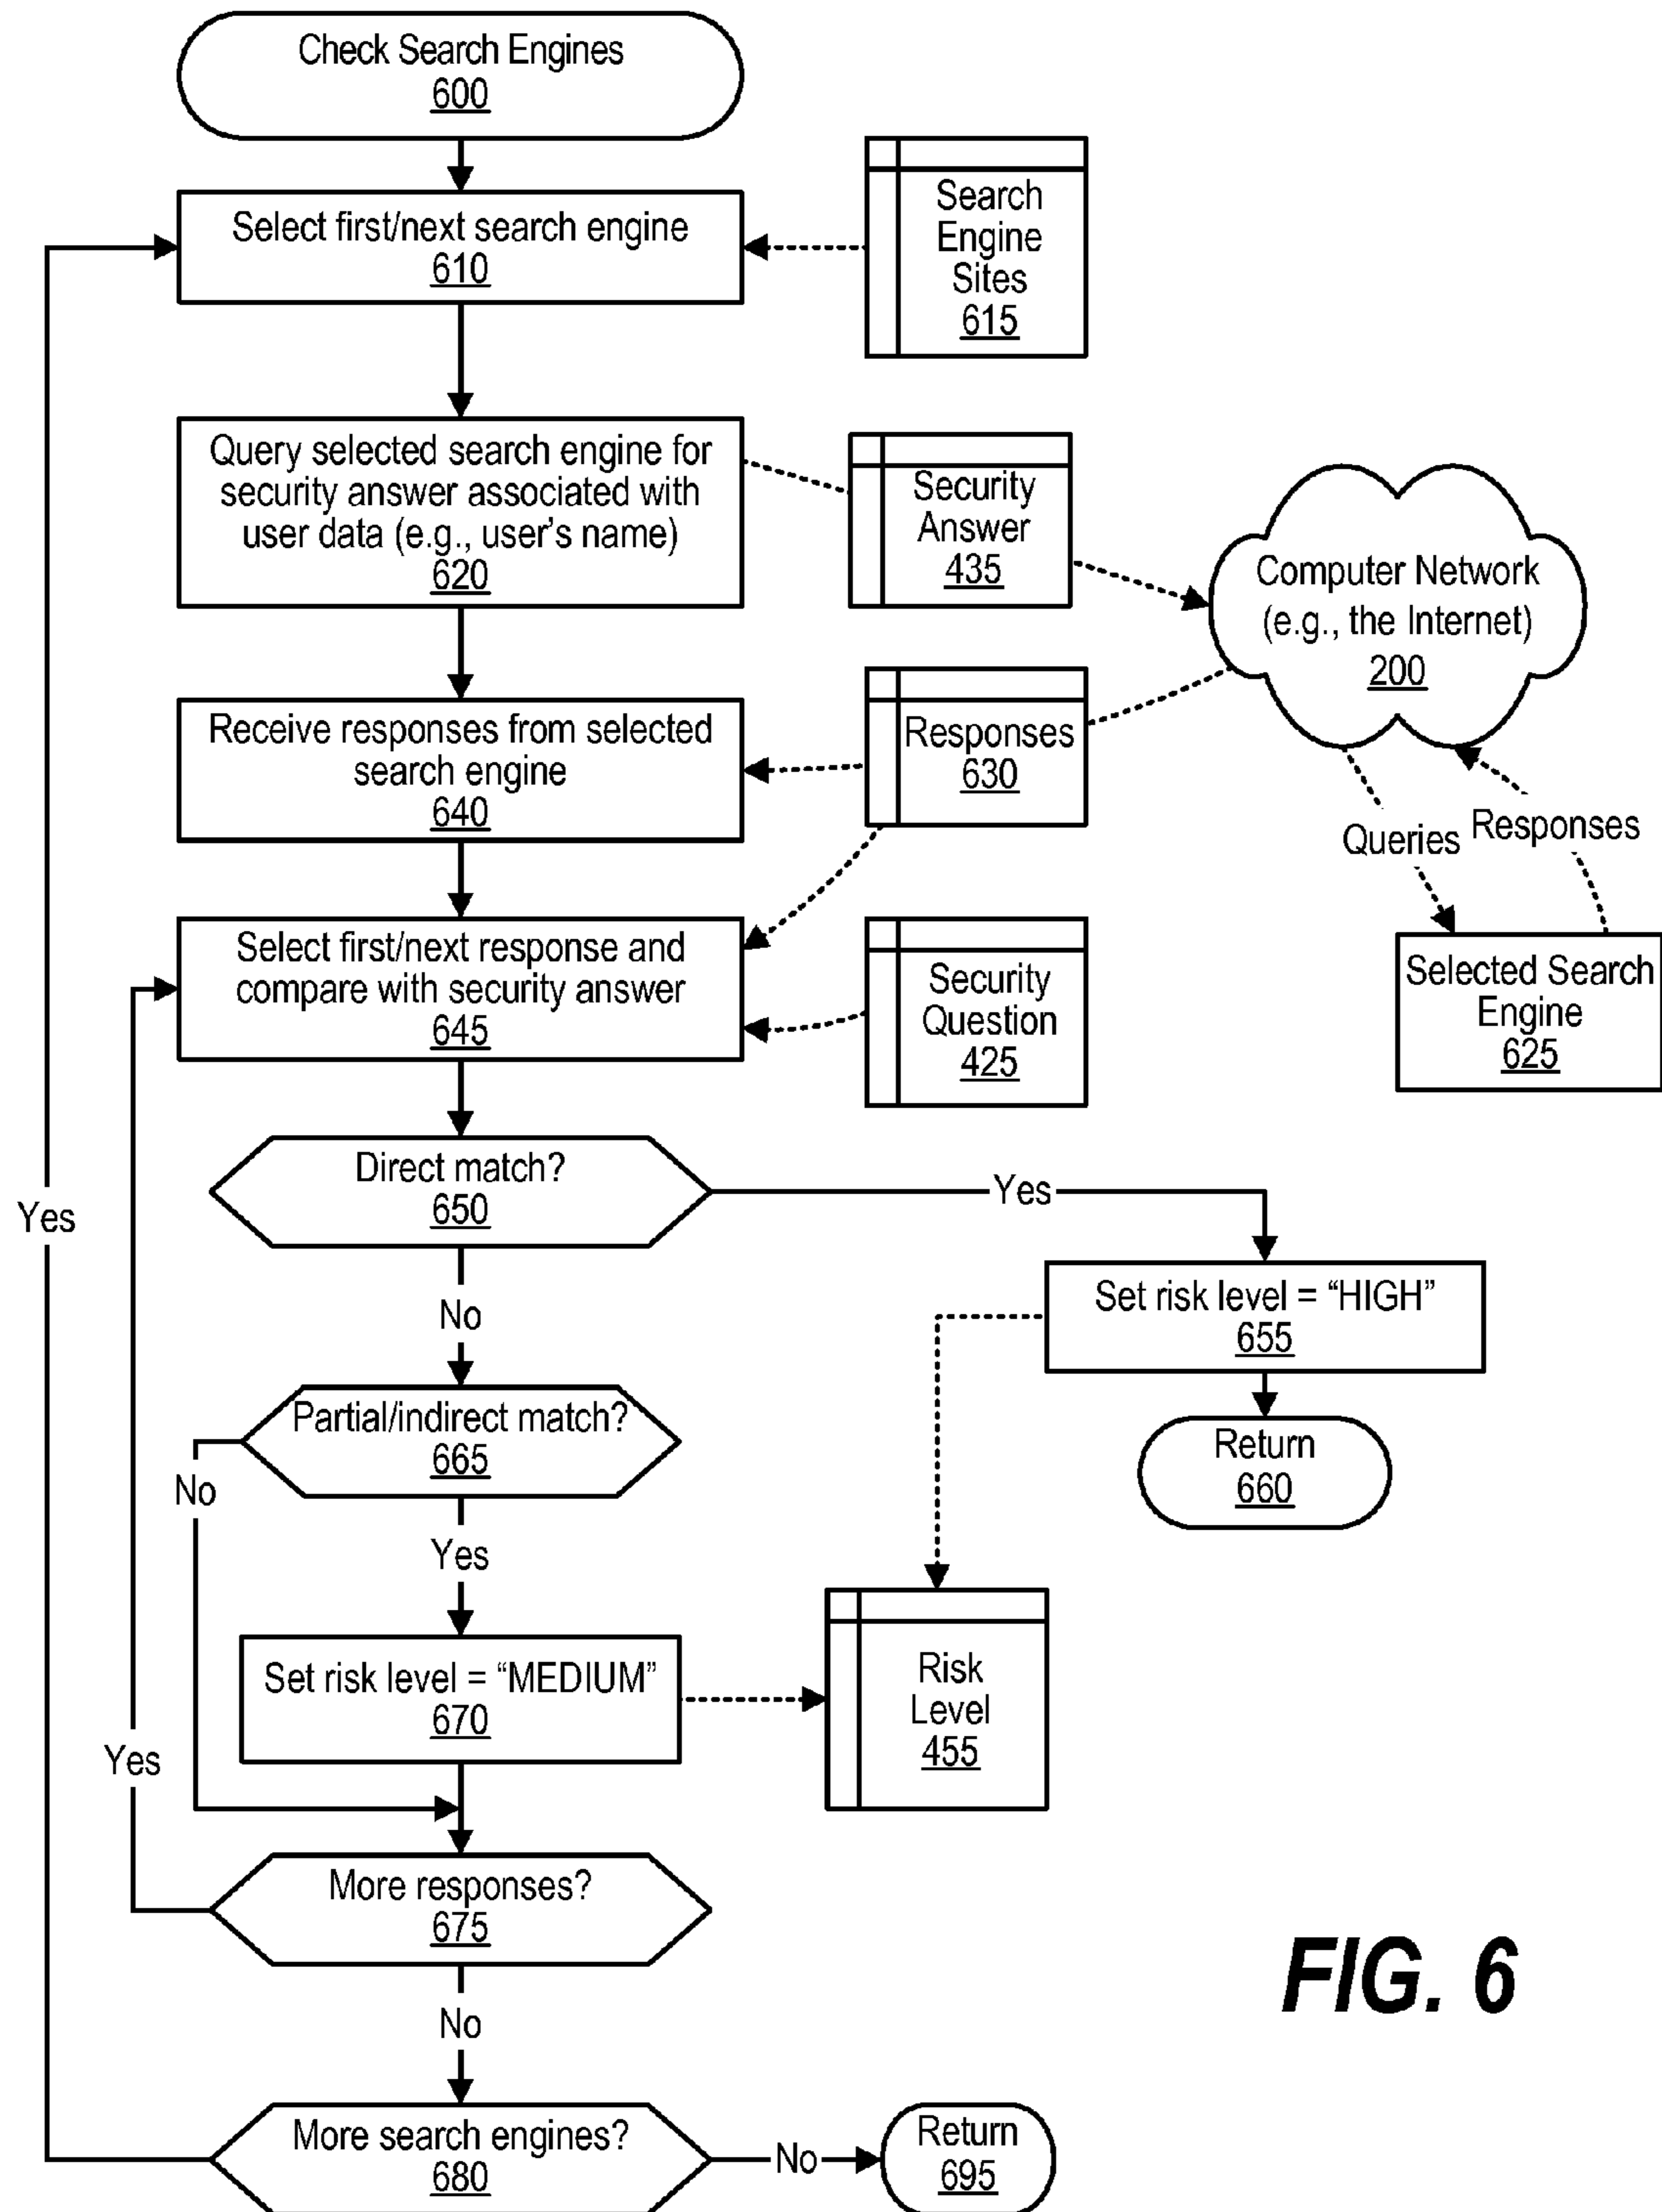 Check Search Engines
600
Select first/next search engine
610
Search
Engine
Sites
615
Query selected search engine for
security answer associated with
user data (e.g., user's name)
620
Security
Answer
435
Computer Network
(e.g., the Internet)
200
Receive responses from selected
search engine
640
Responses
630
Queries
Responses
Select first/next response and
compare with security answer
645
Security
Question
425
Selected Search
Engine
625
Direct match?
650
Yes
Yes
No
Set risk level = “HIGH”
655
Partial/indirect match?
665
Return
660
No
Yes
Set risk level = “MEDIUM”
670
Risk
Level
455
Yes
More responses?
675
No
FIG. 6
More search engines?
680
No
Return
695